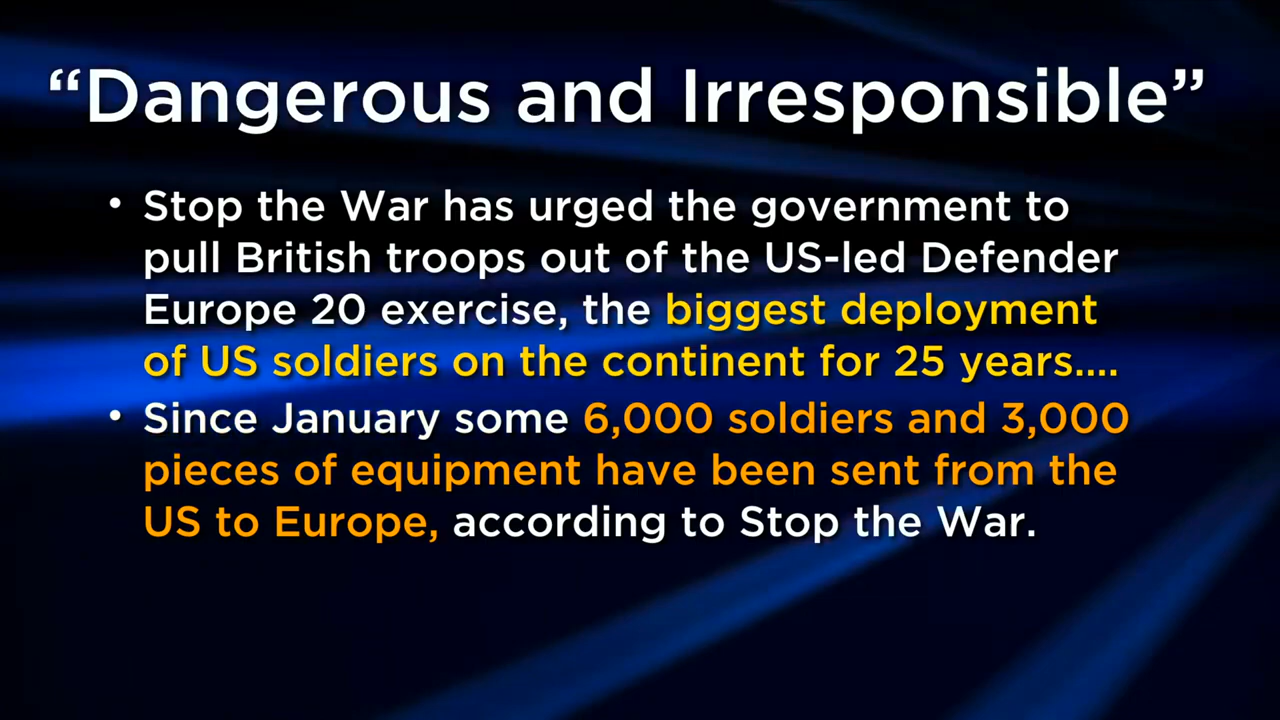 “Dangerous and Irresponsible”
• Stop the War has urged the government to
pull British troops out of the US-led Defender
Europe 20 exercise, the biggest deployment
of US soldiers on the continent for 25 years....
• Since January some 6,000 soldiers and 3,000
pieces of equipment have been sent from the
US to Europe, according to Stop the War.